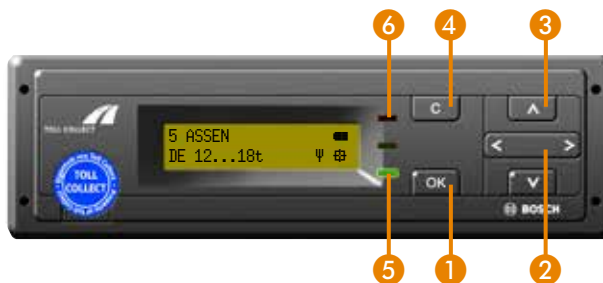 6
4
3
TOLL COLLECT
5 ASSEN
DE 12...18t
C
∧
< >
OK
∨
TOLL
COLLECT
BOSCH
5
1
2